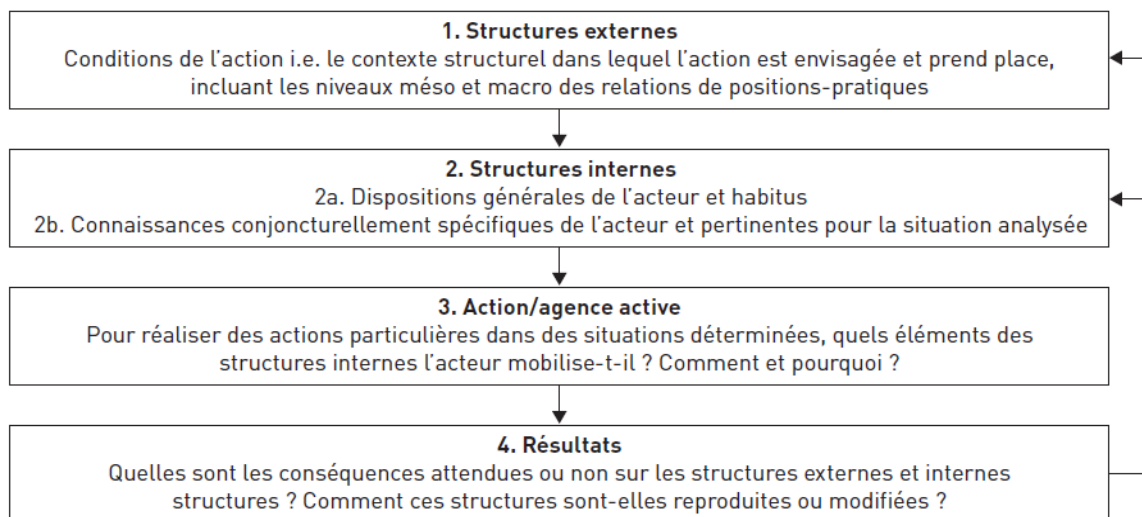 1. Structures externes
Conditions de l'action i.e. le contexte structurel dans lequel l'action est envisagée et prend place,
incluant les niveaux méso et macro des relations de positions-pratiques
2. Structures internes
2a. Dispositions générales de l'acteur et habitus
2b. Connaissances conjoncturellement spécifiques de l'acteur et pertinentes pour la situation analysée
3. Action/agence active
Pour réaliser des actions particulières dans des situations déterminées, quels éléments des
structures internes l'acteur mobilise-t-il ? Comment et pourquoi ?
4. Résultats
Quelles sont les conséquences attendues ou non sur les structures externes et internes
structures ? Comment ces structures sont-elles reproduites ou modifiées ?